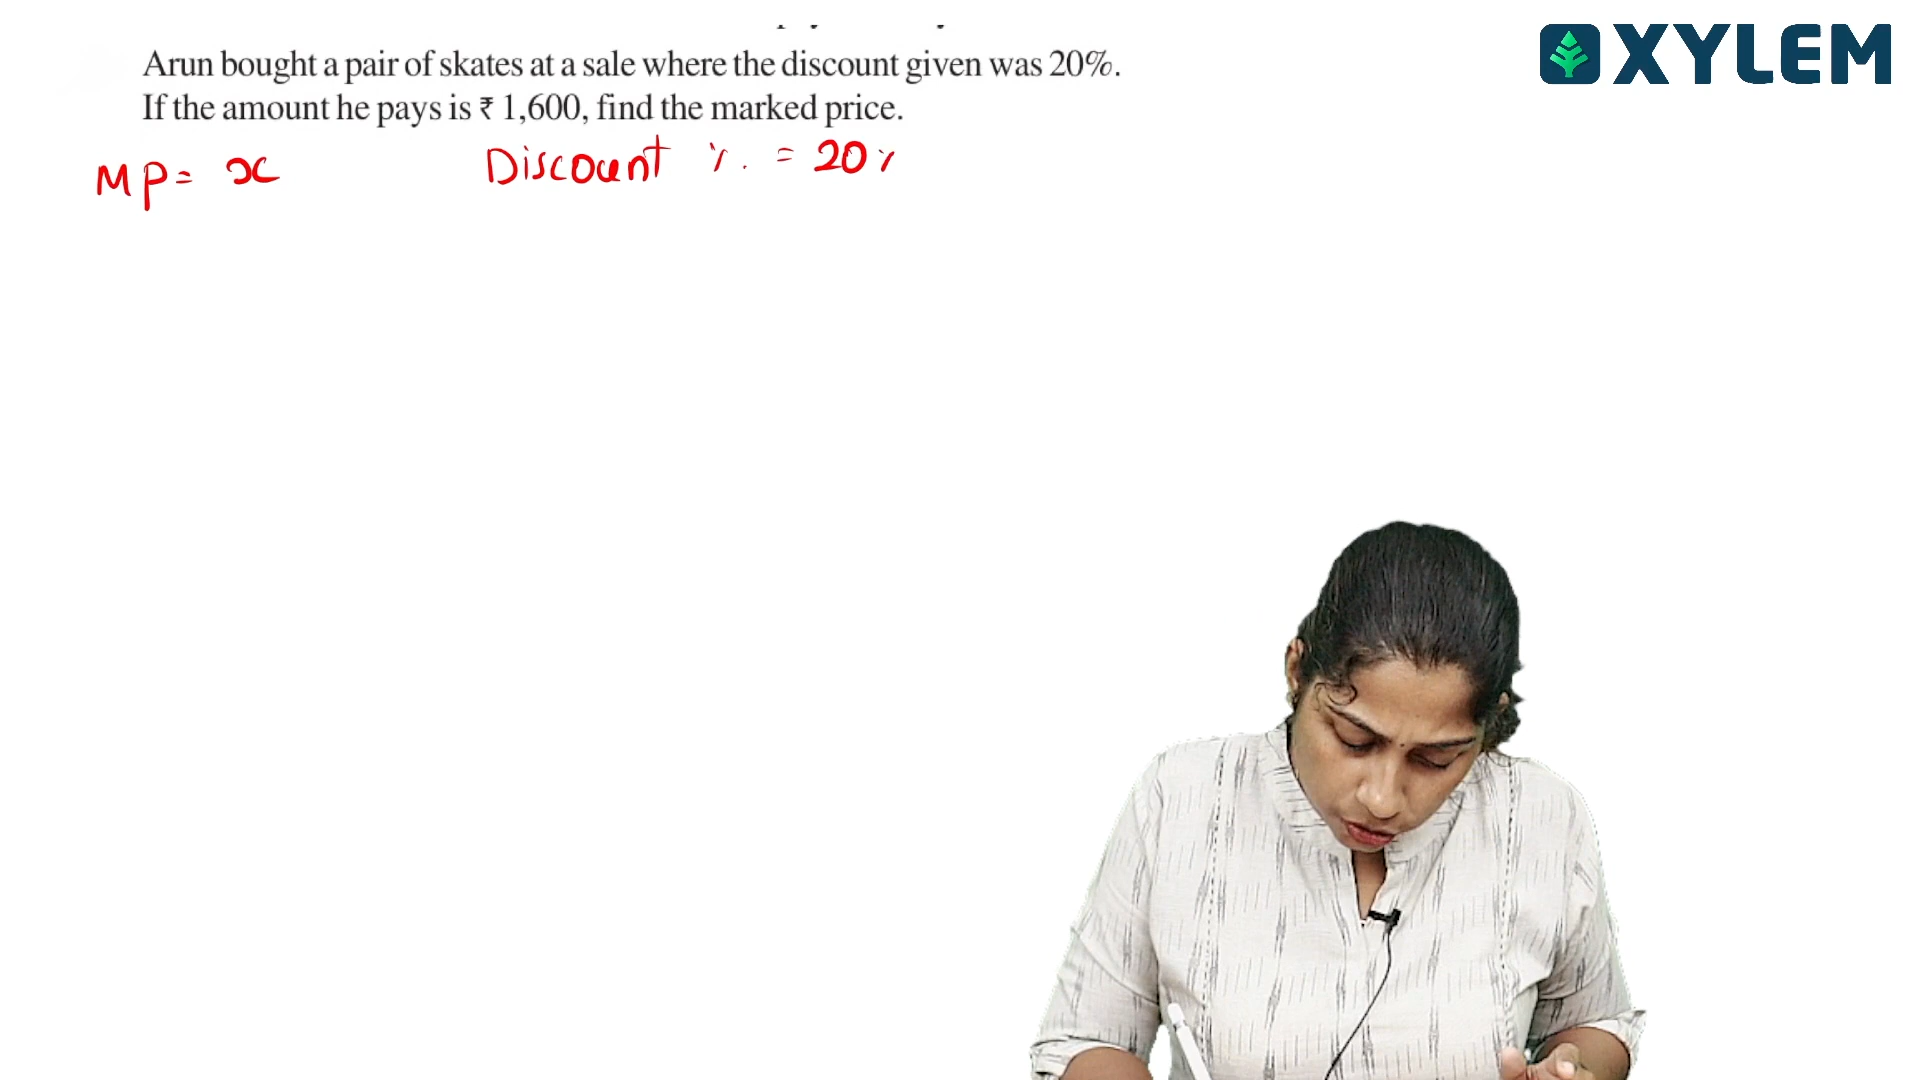 XYLEM
Arun bought a pair of skates at a sale where the discount given was 20%.
If the amount he pays is ₹ 1,600, find the marked price.
MP = x
Discount % = 20%